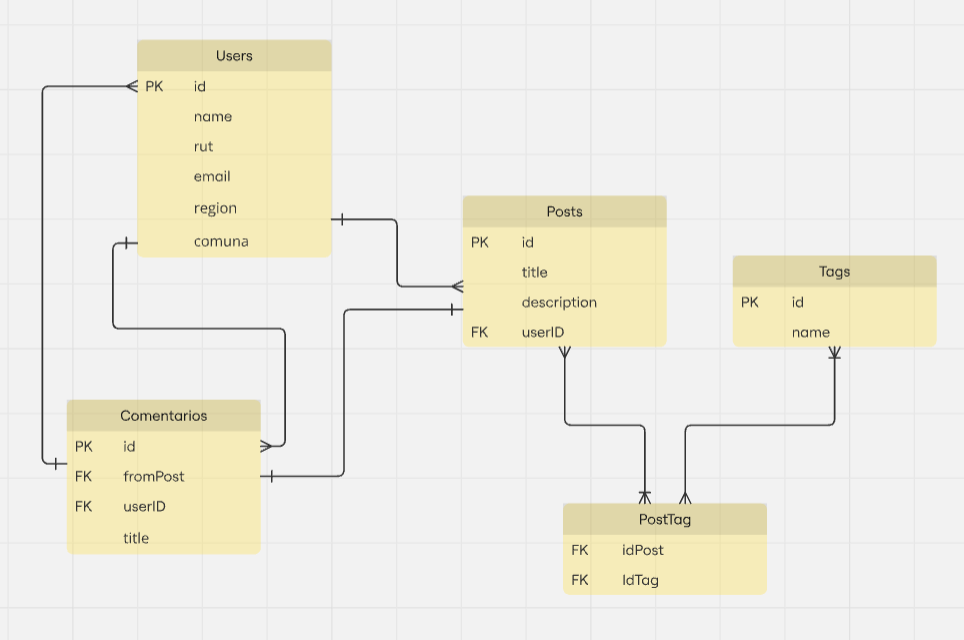 Users
PK id
name
rut
email
region
comuna
Posts
PK id
title
description
FK userID
Tags
PK id
name
Comentarios
PK id
FK fromPost
FK userID
title
PostTag
FK idPost
FK IdTag